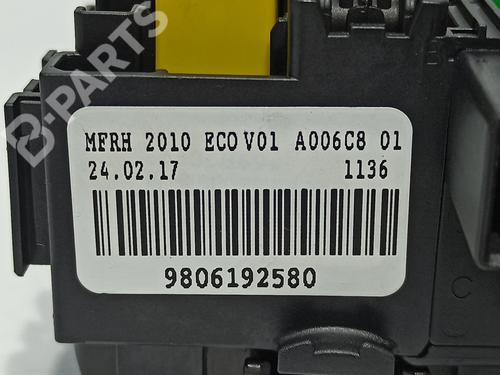 B-PARTS
MFRH 2010 ECO V01 A006C8 01
24.02.17 1136
9806192580
B
C